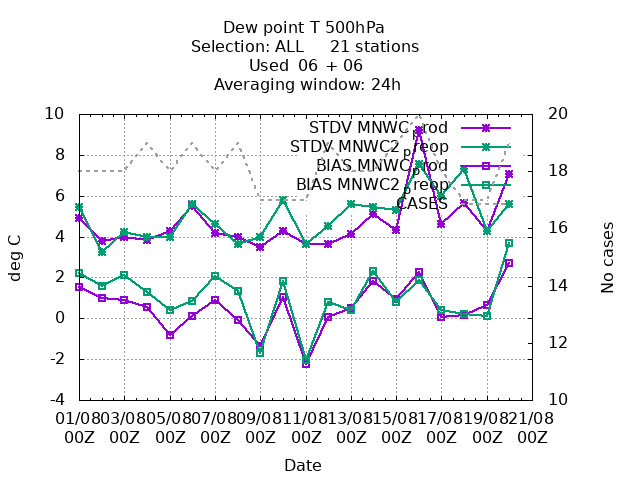 Dew point T 500hPa
Selection: ALL 21 stations
Used 06 + 06
Averaging window: 24h
10 20
STDV MNWC_prod
8
STDV MNWC2_preop
BIAS MNWC_prod
18
BIAS MNWC2_preop
6
CASES
16
4
deg C
No cases
2
14
0
12
-2
-4 10
01/08 03/08 05/08 07/08 09/08 11/08 13/08 15/08 17/08 19/08 21/08
00Z 00Z 00Z 00Z 00Z 00Z 00Z 00Z 00Z 00Z 00Z
Date